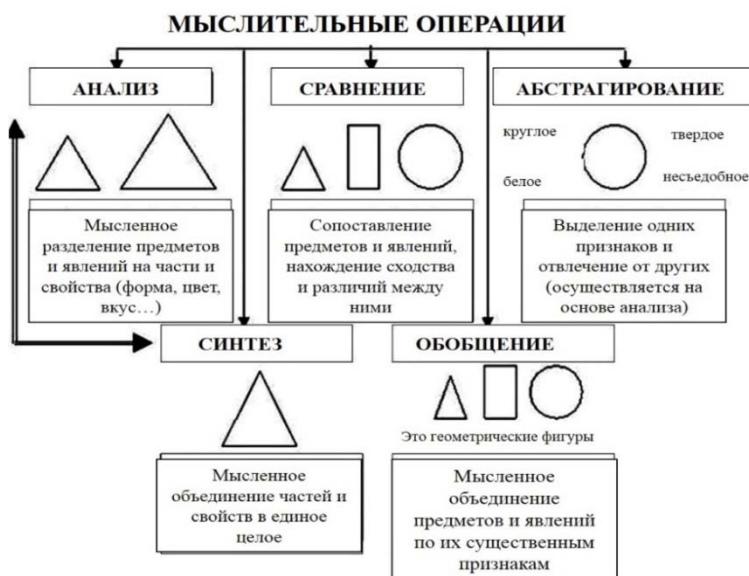 МЫСЛИТЕЛЬНЫЕ ОПЕРАЦИИ
АНАЛИЗ
Мысленное
разделение предметов
и явлений на части и
свойства (форма, цвет,
вкус…)
СРАВНЕНИЕ
Сопоставление
предметов и явлений,
нахождение сходства
и различий между
ними
АБСТРАГИРОВАНИЕ
круглое
твердое
белое
несъедобное
Выделение одних
признаков и
отвлечение от других
(осуществляется на
основе анализа)
СИНТЕЗ
Мысленное
объединение частей и
свойств в единое
целое
ОБОБЩЕНИЕ
Это геометрические фигуры
Мысленное
объединение
предметов и явлений
по их существенным
признакам